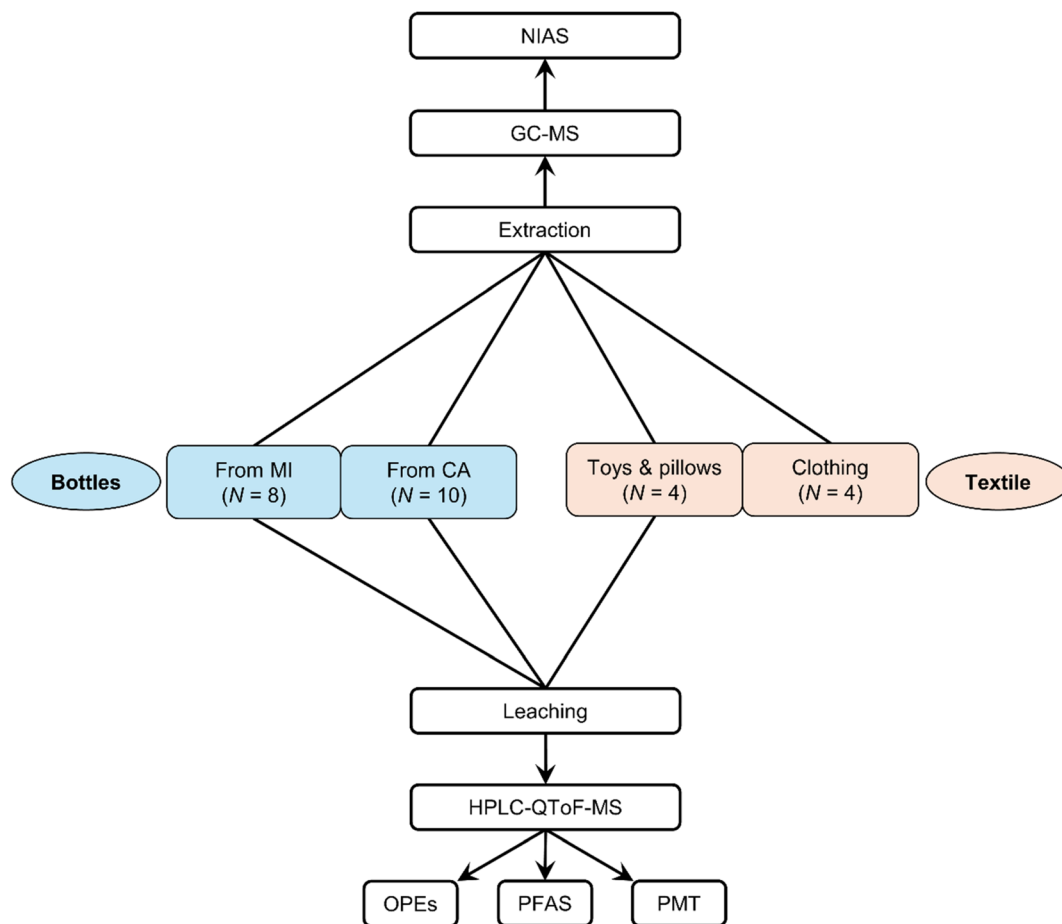 NIAS
GC-MS
Extraction
Bottles
From MI
(N = 8)
From CA
(N = 10)
Toys & pillows
(N = 4)
Clothing
(N = 4)
Textile
Leaching
HPLC-QToF-MS
OPEs
PFAS
PMT